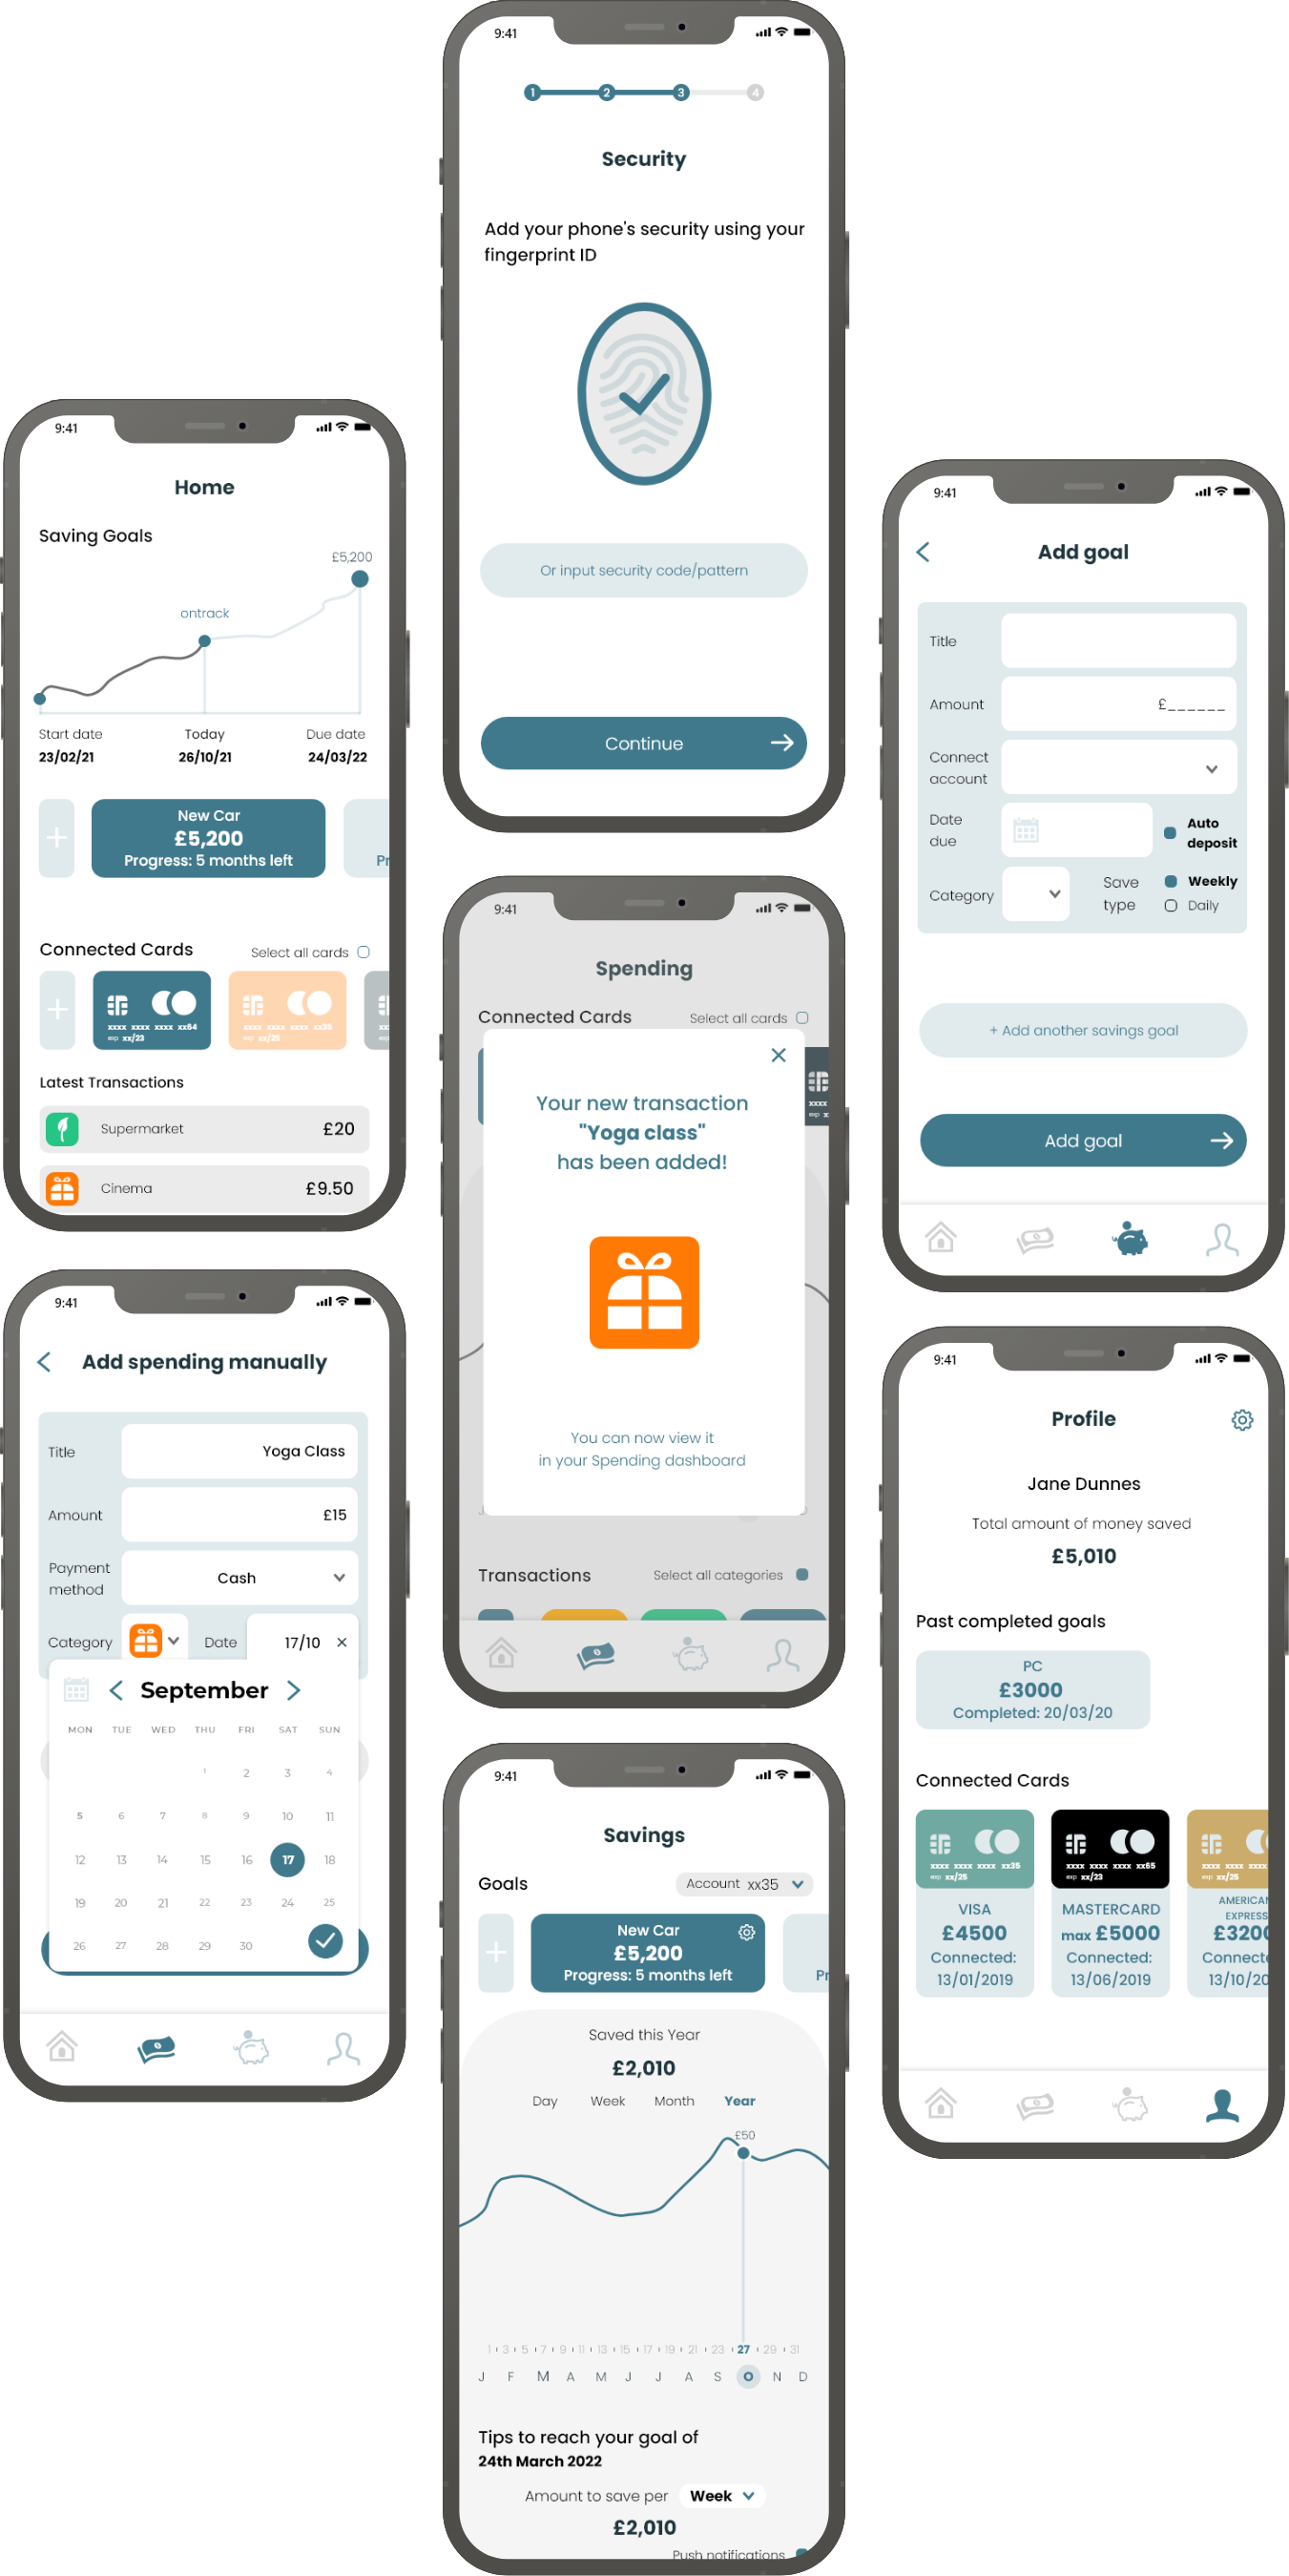 9:41
1 2 3 4
Security
Add your phone's security using your
fingerprint ID
Or input security code/pattern
Continue
9:41
Home
Saving Goals
£5,200
ontrack
Start date Today Due date
23/02/21 26/10/21 24/03/22
New Car
£5,200
Progress: 5 months left
Pr
Connected Cards Select all cards
xxxx xxxx xxxx xx64
exp xx/23
xxxx xxxx xxxx xx35
exp xx/25
Latest Transactions
Supermarket £20
Cinema £9.50
9:41
Add goal
Title
Amount £______
Connect
account
Date
due
Auto
deposit
Category
Save
type
Weekly
Daily
+ Add another savings goal
Add goal
9:41
Spending
Connected Cards Select all cards
xxxx
exp x
Your new transaction
"Yoga class"
has been added!
You can now view it
in your Spending dashboard
Transactions Select all categories
9:41
Add spending manually
Title Yoga Class
Amount £15
Payment
method
Cash
Category Date 17/10 ×
September
MON TUE WED THU FRI SAT SUN
1 2 3 4
5 6 7 8 9 10 11
12 13 14 15 16 17 18
19 20 21 22 23 24 25
26 27 28 29 30
9:41
Profile
Jane Dunnes
Total amount of money saved
£5,010
Past completed goals
PC
£3000
Completed: 20/03/20
Connected Cards
xxxx xxxx xxxx xx35
exp xx/25
VISA
£4500
Connected:
13/01/2019
xxxx xxxx xxxx xx65
exp xx/23
MASTERCARD
max £5000
Connected:
13/06/2019
xxxx xxxx xxxx
exp xx/25
AMERICAN
EXPRESS
£3200
Connecte
13/10/20
9:41
Savings
Goals Account xx35
New Car
£5,200
Progress: 5 months left
Pr
Saved this Year
£2,010
Day Week Month Year
£50
1 3 5 7 9 11 13 15 17 19 21 23 27 29 31
J F M A M J J A S O N D
Tips to reach your goal of
24th March 2022
Amount to save per Week
£2,010
Push notifications